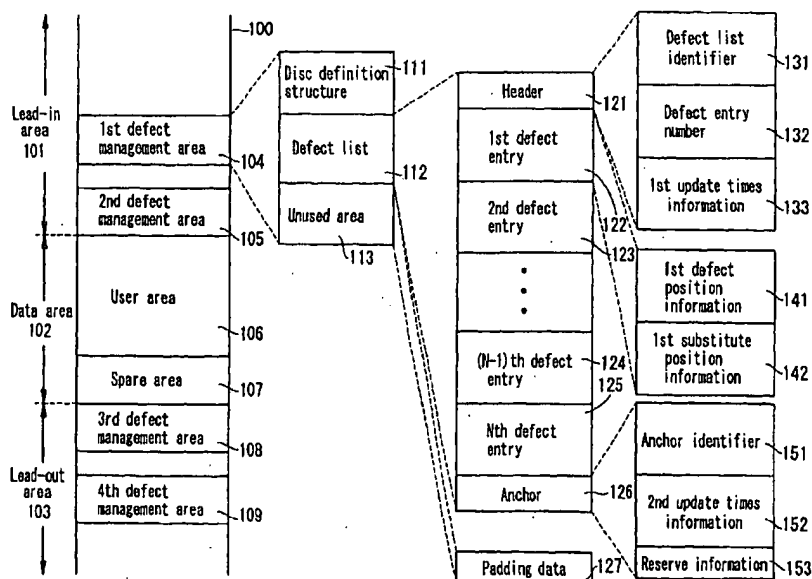 100
Lead-in
area
101
1st defect
management area
104
2nd defect
management area
105
Data area
102
User area
106
Spare area
107
Lead-out
area
103
3rd defect
management area
108
4th defect
management area
109
Disc definition
structure
111
Defect list
112
Unused area
113
Header
121
1st defect
entry
122
2nd defect
entry
123
(N-1)th defect
entry
124
125
Nth defect
entry
Anchor
126
Padding data
127
Defect list
identifier
131
Defect entry
number
132
1st update times
information
133
1st defect
position
information
141
1st substitute
position
information
142
Anchor identifier
151
2nd update times
information
152
Reserve information
153